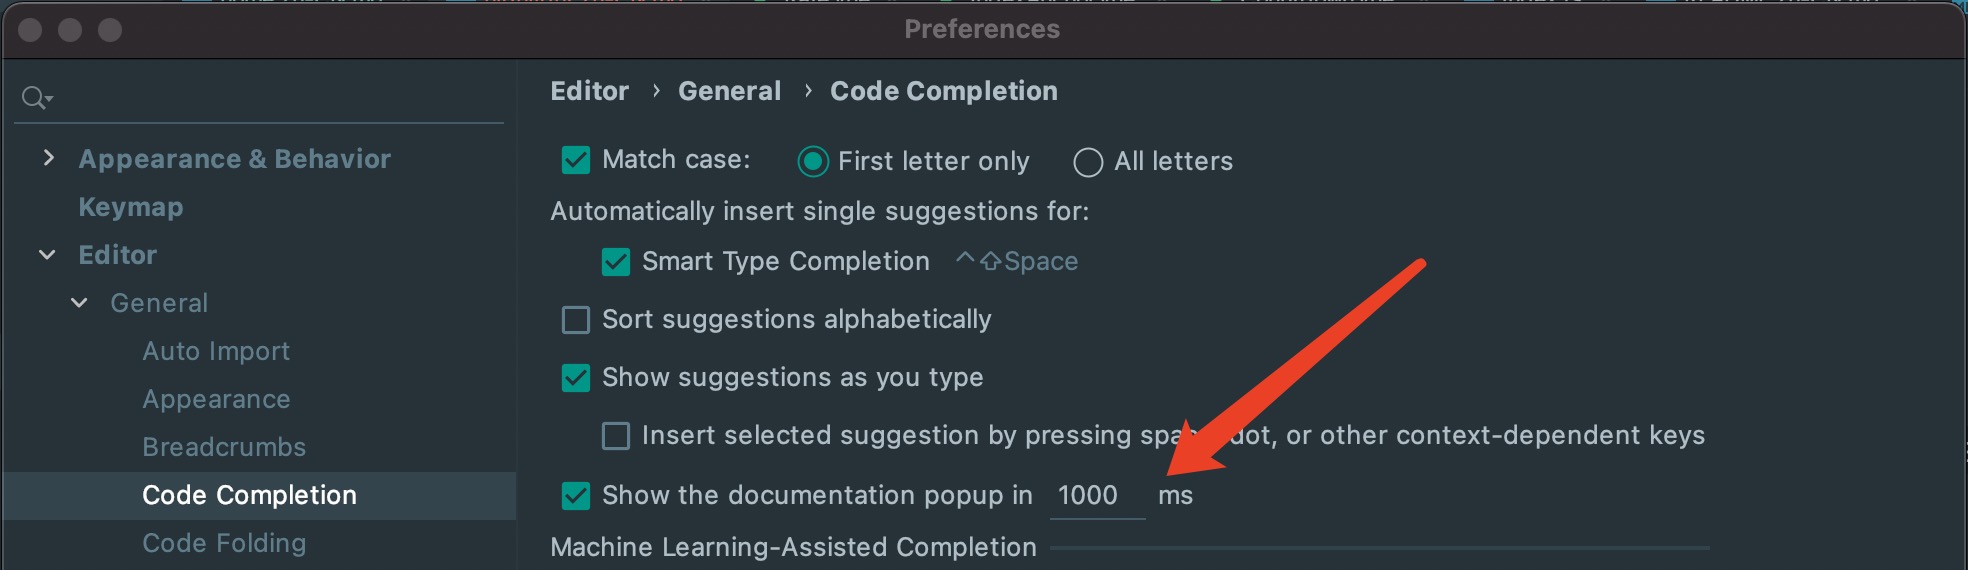 Preferences
Appearance & Behavior
Keymap
Editor
General
Auto Import
Appearance
Breadcrumbs
Code Completion
Code Folding
Editor › General › Code Completion
Match case: First letter only All letters
Automatically insert single suggestions for:
Smart Type Completion ^⇧Space
Sort suggestions alphabetically
Show suggestions as you type
Insert selected suggestion by pressing dot, or other context-dependent keys
Show the documentation popup in 1000 ms
Machine Learning-Assisted Completion